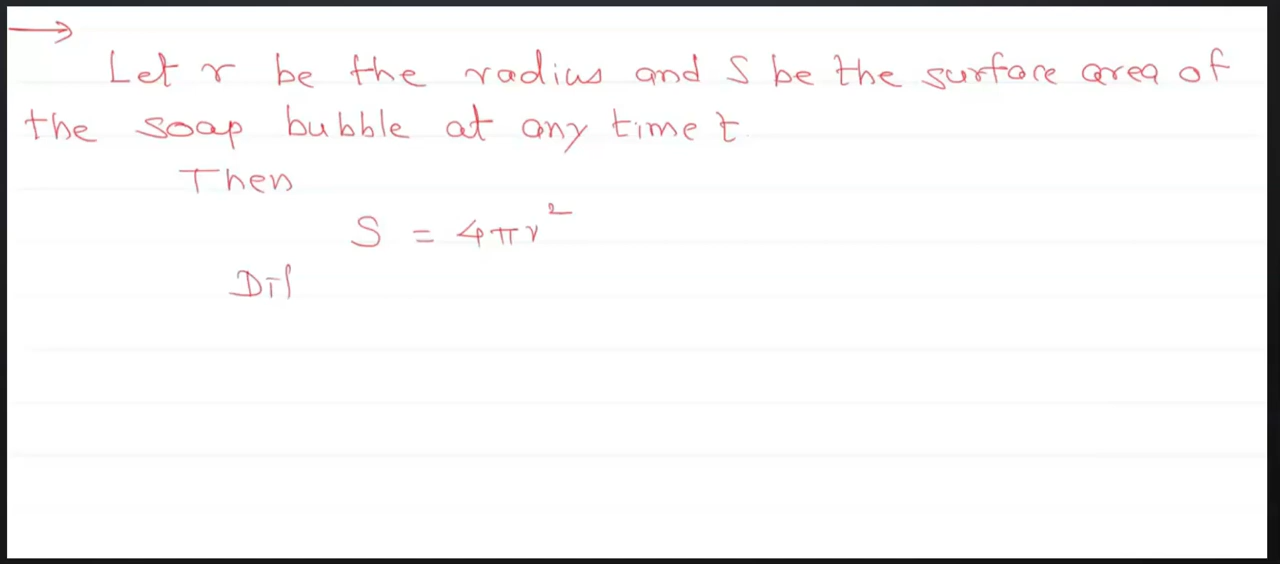 →
Let r be the radius and S be the surface area of
the soap bubble at any time t
Then
S = 4πr²
Dif